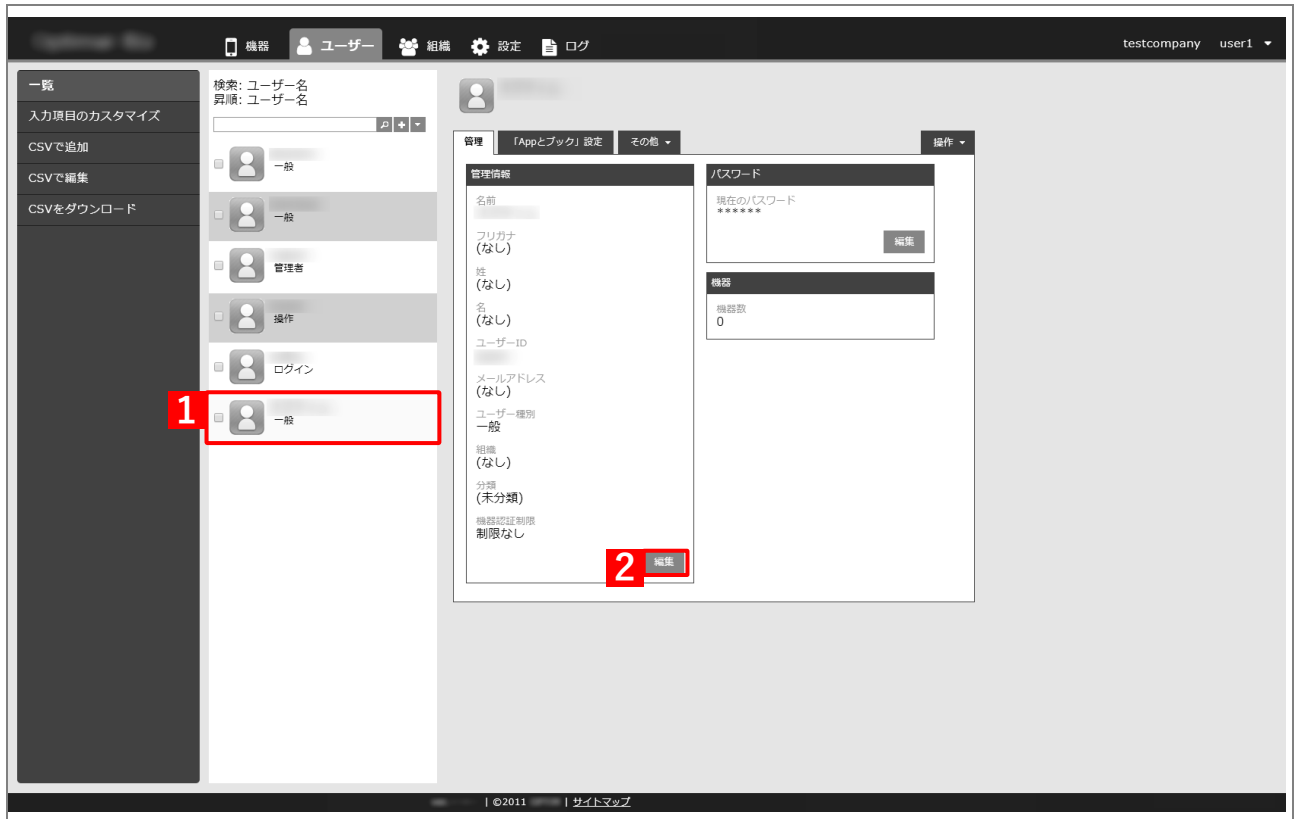 機器
ユーザー
組織
設定
ログ
testcompany
user1
一覧
入力項目のカスタマイズ
CSVで追加
CSVで編集
CSVをダウンロード
検索: ユーザー名
昇順: ユーザー名
一般
一般
管理者
操作
ログイン
1
一般
管理
「Appとブック」設定
その他
操作
管理情報
名前
フリガナ
(なし)
姓
(なし)
名
(なし)
ユーザーID
メールアドレス
(なし)
ユーザー種別
一般
組織
(なし)
分類
(未分類)
機器認証制限
制限なし
2
編集
パスワード
現在のパスワード
******
編集
機器
機器数
0
| ©2011
| サイトマップ